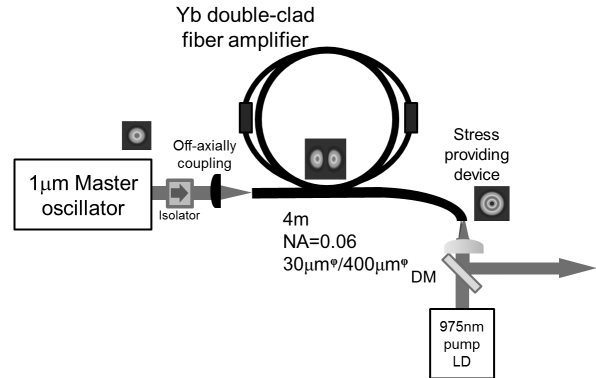 Yb double-clad
fiber amplifier
Off-axially
coupling
Stress
providing
device
1μm Master
oscillator
Isolator
4m
NA=0.06
30μmᵠ/400μmᵠ
DM
975nm
pump
LD